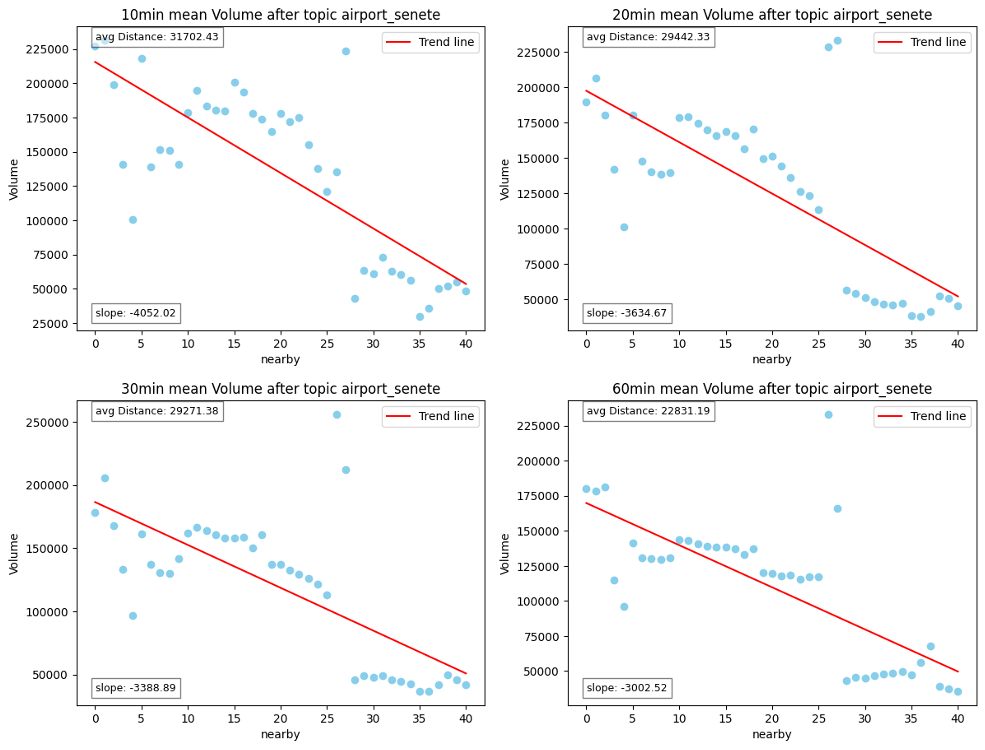 10min mean Volume after topic airport_senete
avg Distance: 31702.43
Trend line
225000
200000
175000
150000
125000
100000
75000
50000
25000
Volume
slope: -4052.02
0 5 10 15 20 25 30 35 40
nearby
20min mean Volume after topic airport_senete
avg Distance: 29442.33
Trend line
225000
200000
175000
150000
125000
100000
75000
50000
Volume
slope: -3634.67
0 5 10 15 20 25 30 35 40
nearby
30min mean Volume after topic airport_senete
avg Distance: 29271.38
Trend line
250000
200000
150000
100000
50000
Volume
slope: -3388.89
0 5 10 15 20 25 30 35 40
nearby
60min mean Volume after topic airport_senete
avg Distance: 22831.19
Trend line
225000
200000
175000
150000
125000
100000
75000
50000
Volume
slope: -3002.52
0 5 10 15 20 25 30 35 40
nearby